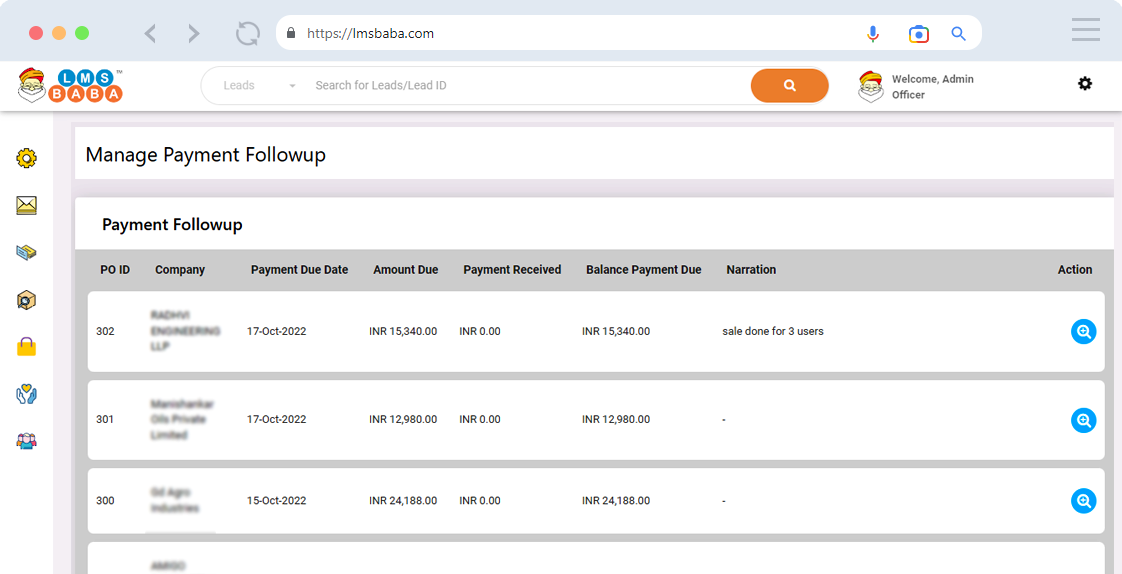 https://lmsbaba.com
LMS™
BABA
Leads
Search for Leads/Lead ID
Welcome, Admin
Officer
Manage Payment Followup
Payment Followup
PO ID Company Payment Due Date Amount Due Payment Received Balance Payment Due Narration Action
RADHVI
ENGINEERING
LLP
302 17-Oct-2022 INR 15,340.00 INR 0.00 INR 15,340.00 sale done for 3 users
Manishankar
Oils Private
Limited
301 17-Oct-2022 INR 12,980.00 INR 0.00 INR 12,980.00 -
Gd Agro
Industries
300 15-Oct-2022 INR 24,188.00 INR 0.00 INR 24,188.00 -
AMIGO